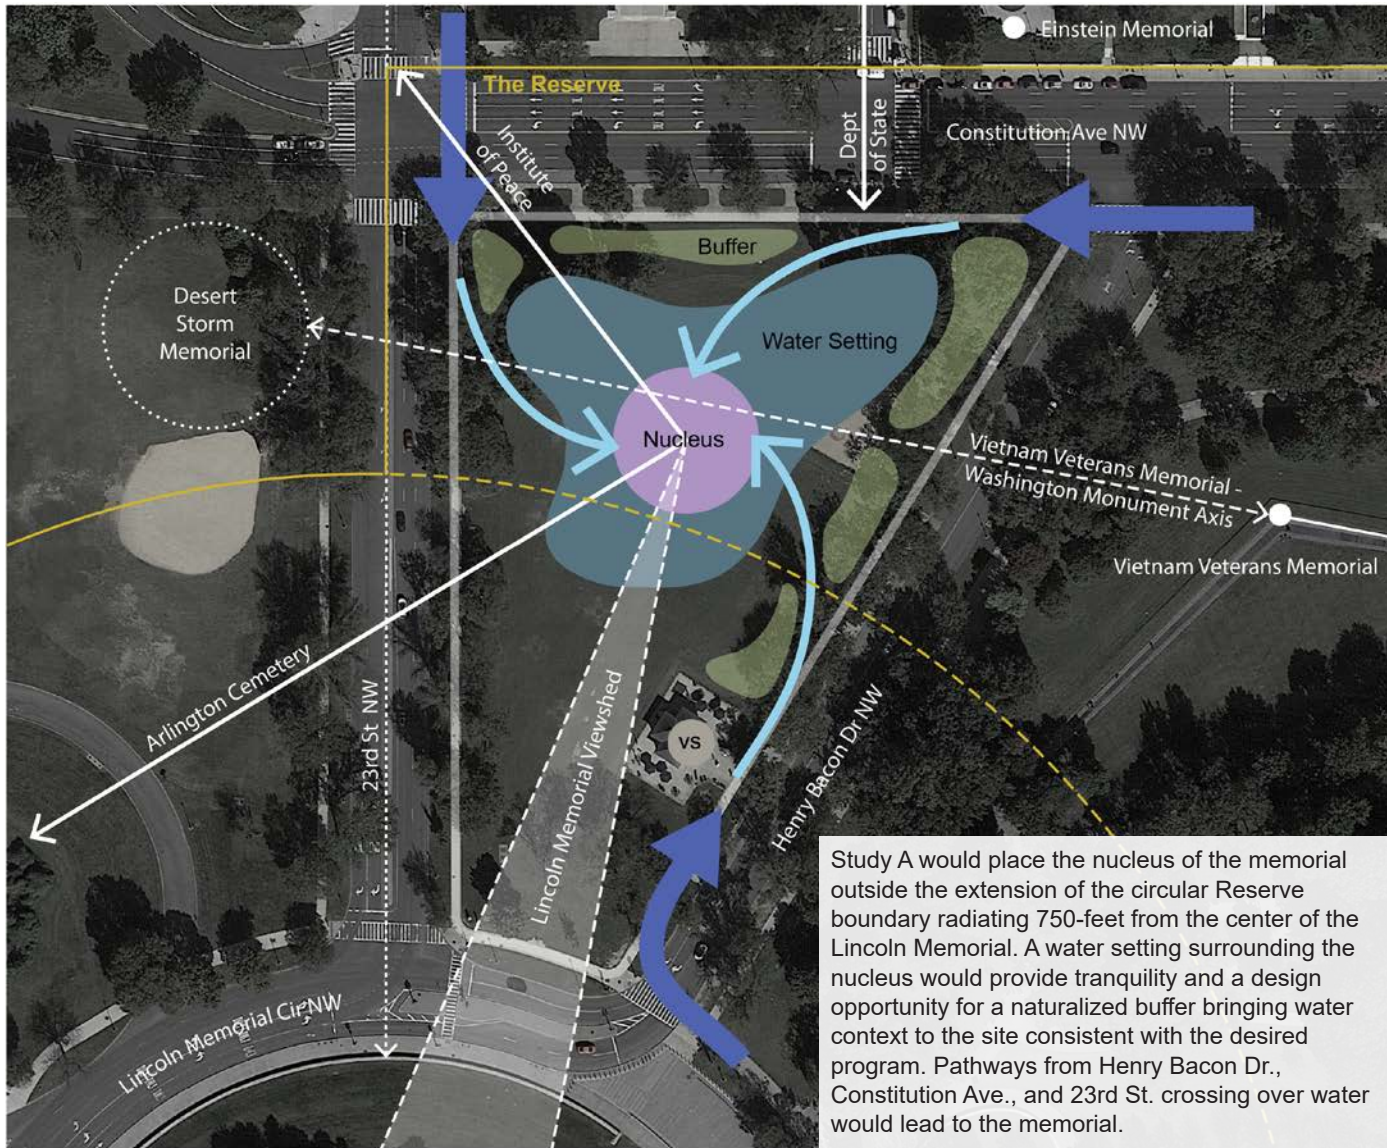 Einstein Memorial
The Reserve
Constitution Ave NW
Institute
of Peace
Dept
of State
Buffer
Desert
Storm
Memorial
Water Setting
Nucleus
Vietnam Veterans Memorial -
Washington Monument Axis
Vietnam Veterans Memorial
Arlington Cemetery
23rd St NW
Lincoln Memorial Viewshed
VS
Henry Bacon Dr NW
Lincoln Memorial Cir NW
Study A would place the nucleus of the memorial
outside the extension of the circular Reserve
boundary radiating 750-feet from the center of the
Lincoln Memorial. A water setting surrounding the
nucleus would provide tranquility and a design
opportunity for a naturalized buffer bringing water
context to the site consistent with the desired
program. Pathways from Henry Bacon Dr.,
Constitution Ave., and 23rd St. crossing over water
would lead to the memorial.